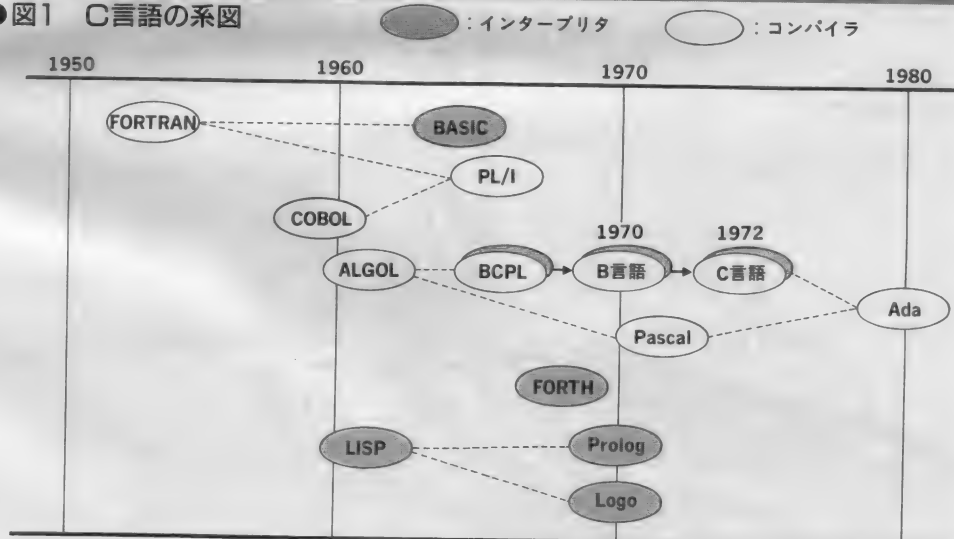 ●図1 C言語の系図
:インタープリタ
:コンパイラ
1950 1960 1970 1980
FORTRAN BASIC
PL/I
COBOL
1970 1972
ALGOL BCPL B言語 C言語
Ada
Pascal
FORTH
LISP Prolog
Logo